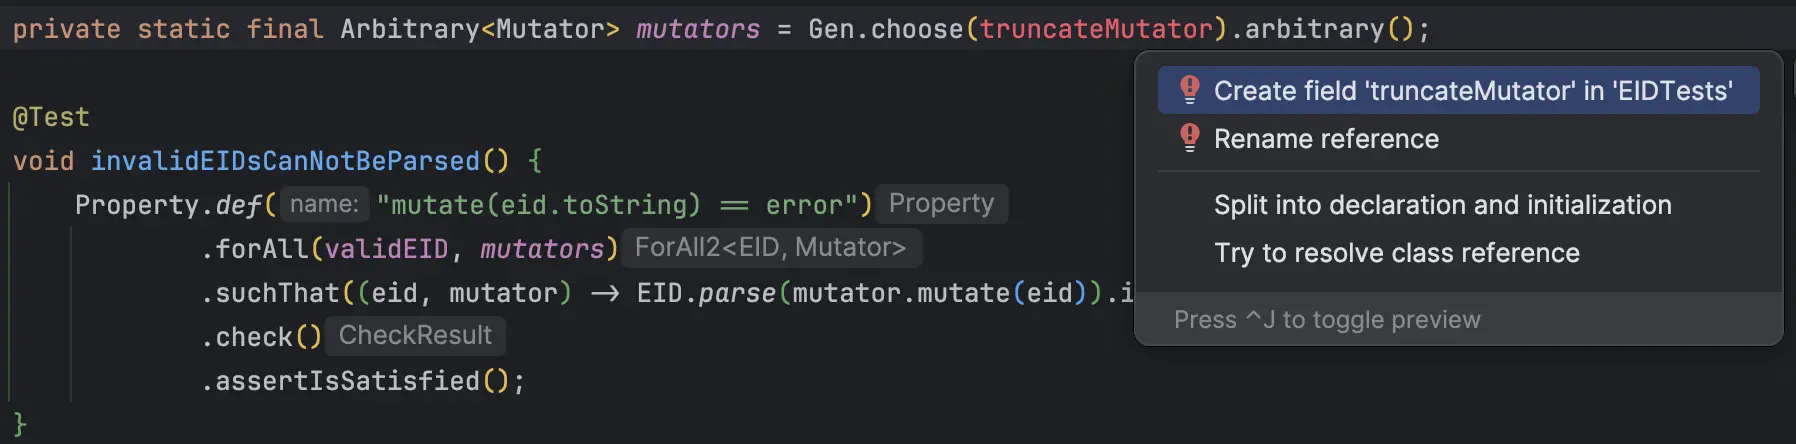 private static final Arbitrary<Mutator> mutators = Gen.choose(truncateMutator).arbitrary();
@Test
void invalidEIDsCanNotBeParsed() {
Property.def( name: "mutate(eid.toString) == error") Property
.forAll(validEID, mutators) ForAll2<EID, Mutator>
.suchThat((eid, mutator) -> EID.parse(mutator.mutate(eid)).i
.check() CheckResult
.assertIsSatisfied();
}
Create field 'truncateMutator' in 'EIDTests'
Rename reference
Split into declaration and initialization
Try to resolve class reference
Press ^J to toggle preview